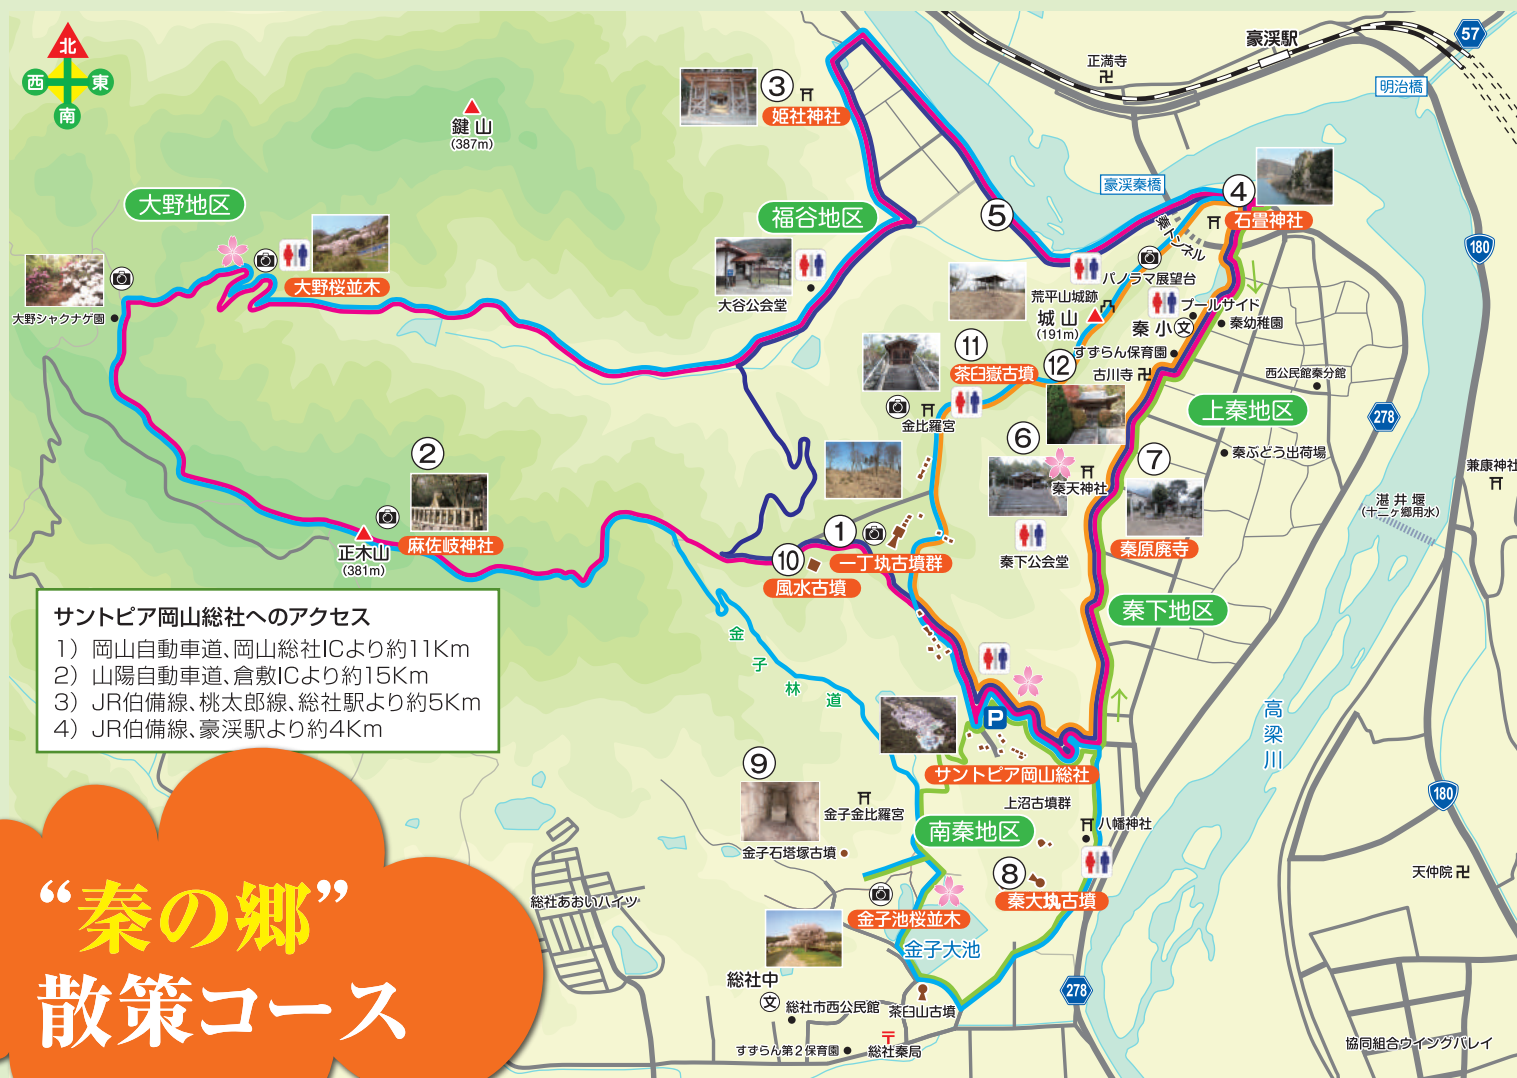 北
西
東
南
鍵山
(387m)
大野地区
大野桜並木
大野シャクナゲ園
③
姫社神社
福谷地区
大谷公会堂
⑤
正満寺
豪渓駅
57
明治橋
豪渓秦橋
④
石畳神社
秦トンネル
180
パノラマ展望台
荒平山城跡
城山
(191m)
プールサイド
秦小
文
秦幼稚園
すずらん保育園
⑪
茶臼嶽古墳
⑫
古川寺
西公民館秦分館
上秦地区
278
金比羅宮
⑥
秦天神社
⑦
秦ぶどう出荷場
兼康神社
湛井堰
(十二ヶ郷用水)
秦原廃寺
秦下公会堂
②
麻佐岐神社
正木山
(381m)
①
一丁𡉕古墳群
⑩
風水古墳
秦下地区
サントピア岡山総社へのアクセス
1）岡山自動車道、岡山総社ICより約11Km
2）山陽自動車道、倉敷ICより約15Km
3）JR伯備線、桃太郎線、総社駅より約5Km
4）JR伯備線、豪渓駅より約4Km
金子林道
P
高梁川
サントピア岡山総社
⑨
金子金比羅宮
金子石塔塚古墳
上沼古墳群
南秦地区
八幡神社
180
⑧
秦大𡉕古墳
天仲院
金子池桜並木
金子大池
総社あおいハイツ
総社中
文
総社市西公民館
茶臼山古墳
278
すずらん第2保育園
総社秦局
協同組合ウイングバレイ
“秦の郷”
散策コース